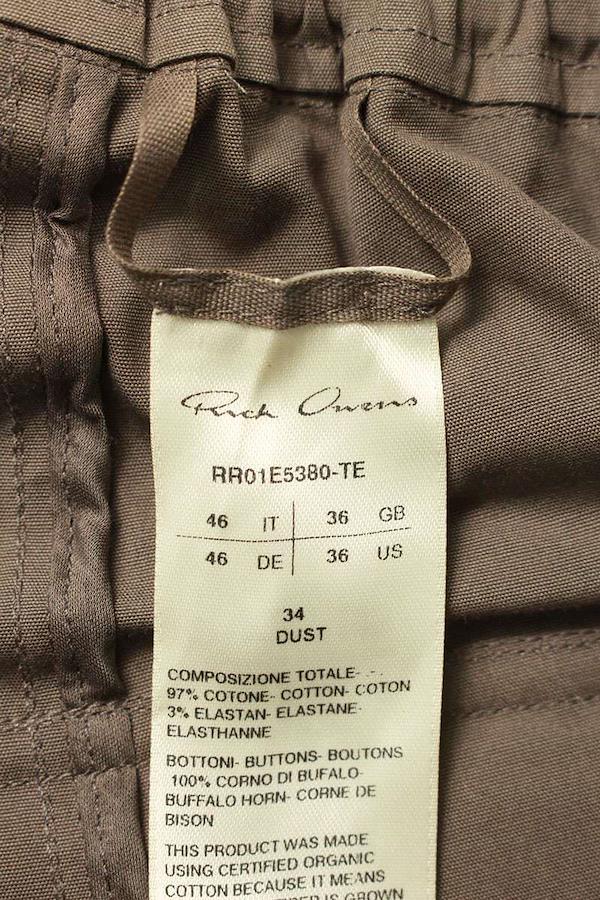 Rick Owens
RR01E5380-TE
46 IT 36 GB
46 DE 36 US
34
DUST
COMPOSIZIONE TOTALE-
97% COTONE- COTTON- COTON
3% ELASTAN- ELASTANE-
ELASTHANNE
BOTTONI- BUTTONS- BOUTONS
100% CORNO DI BUFALO-
BUFFALO HORN- CORNE DE
BISON
THIS PRODUCT WAS MADE
USING CERTIFIED ORGANIC
COTTON BECAUSE IT MEANS
IS GROWN